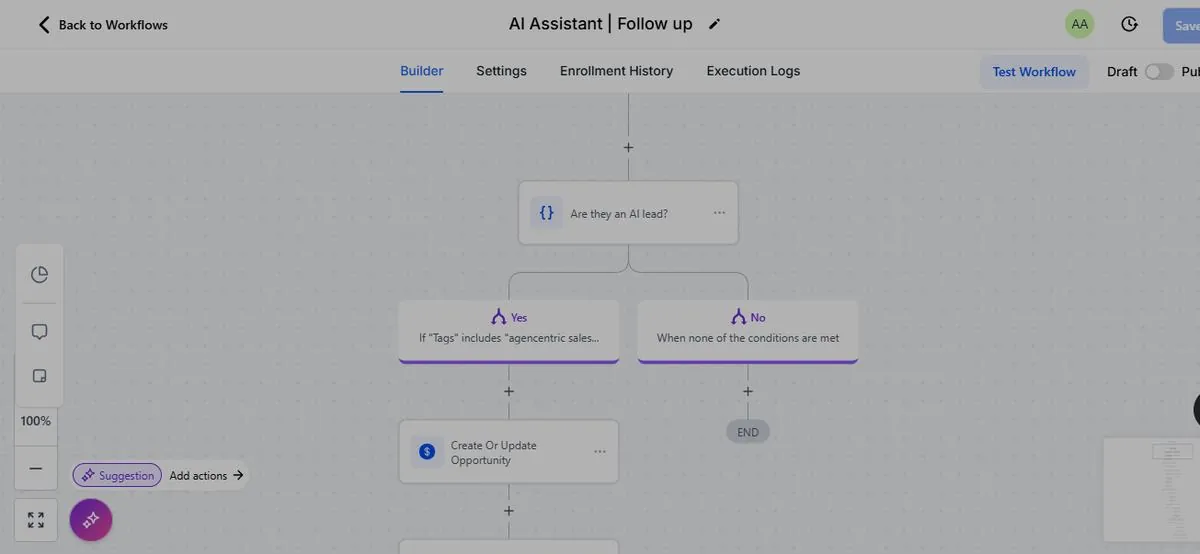 Back to Workflows
AI Assistant | Follow up
AA
Save
Builder
Settings
Enrollment History
Execution Logs
Test Workflow
Draft
Are they an AI lead?
Yes
If "Tags" includes "agencentric sales...
No
When none of the conditions are met
100%
Create Or Update
Opportunity
END
Suggestion
Add actions